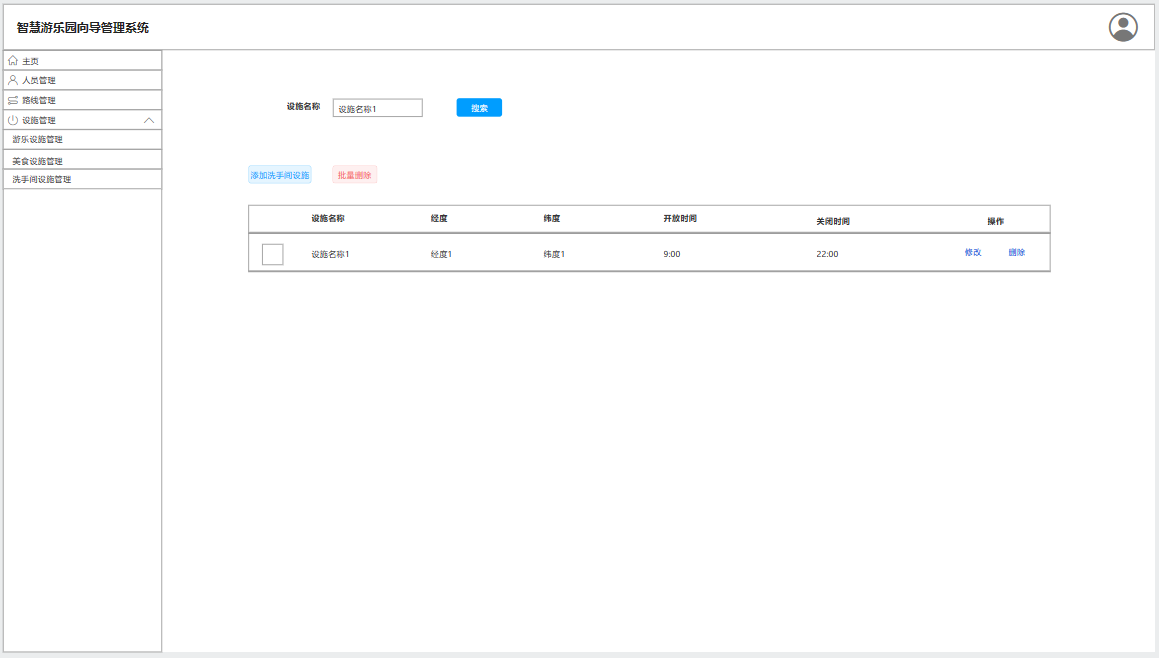 智慧游乐园向导管理系统
主页
人员管理
路线管理
设施管理
游乐设施管理
美食设施管理
洗手间设施管理
设施名称 设施名称1 搜索
添加洗手间设施 批量删除
设施名称 经度 纬度 开放时间 关闭时间 操作
设施名称1 经度1 纬度1 9:00 22:00 修改 删除